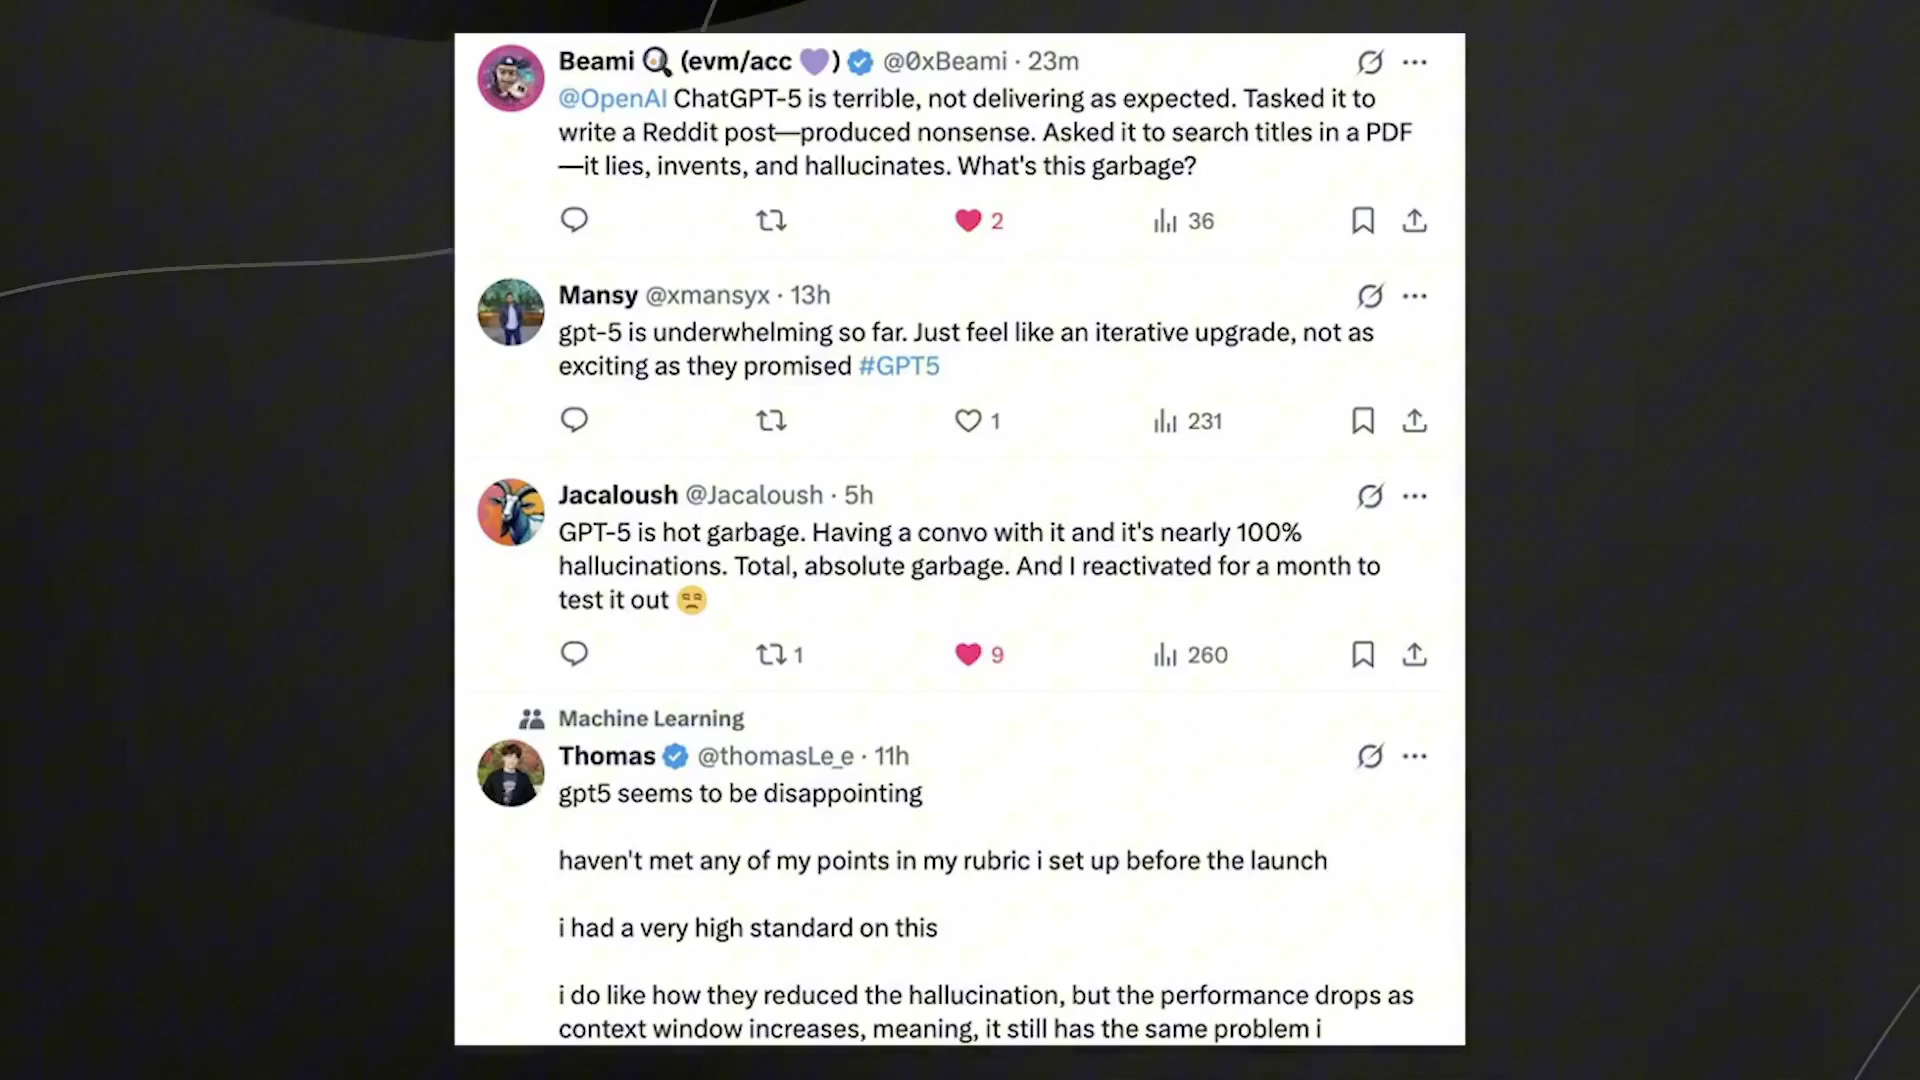 Beami 🍳 (evm/acc 💜) @0xBeami · 23m
@OpenAI ChatGPT-5 is terrible, not delivering as expected. Tasked it to
write a Reddit post—produced nonsense. Asked it to search titles in a PDF
—it lies, invents, and hallucinates. What's this garbage?
2 36
Mansy @xmansyx · 13h
gpt-5 is underwhelming so far. Just feel like an iterative upgrade, not as
exciting as they promised #GPT5
1 231
Jacaloush @Jacaloush · 5h
GPT-5 is hot garbage. Having a convo with it and it's nearly 100%
hallucinations. Total, absolute garbage. And I reactivated for a month to
test it out 😒
1 9 260
Machine Learning
Thomas @thomasLe_e · 11h
gpt5 seems to be disappointing
haven't met any of my points in my rubric i set up before the launch
i had a very high standard on this
i do like how they reduced the hallucination, but the performance drops as
context window increases, meaning, it still has the same problem i